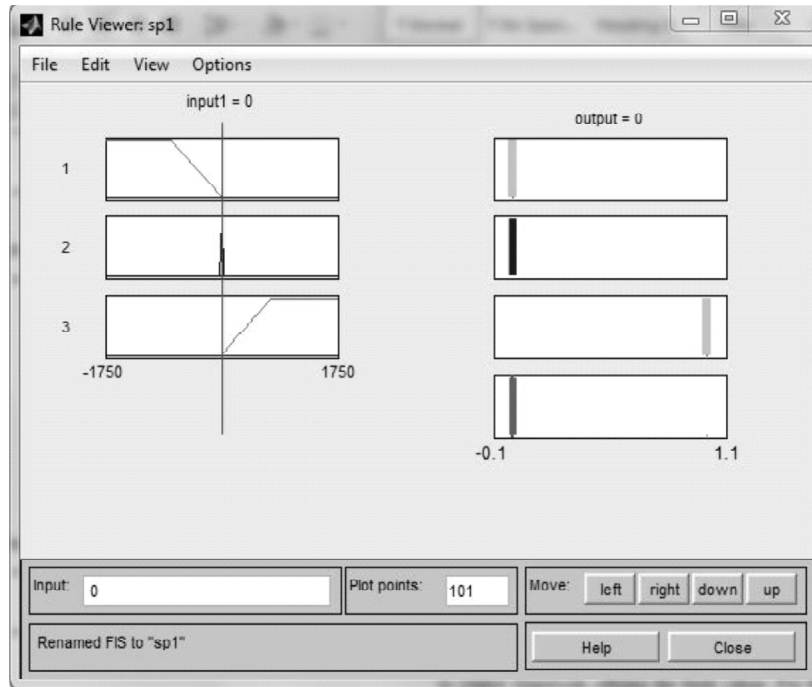 Rule Viewer: sp1
File Edit View Options
input1 = 0
output = 0
1
2
3
-1750 1750
-0.1 1.1
Input: 0
Plot points: 101
Move: left right down up
Renamed FIS to "sp1"
Help Close